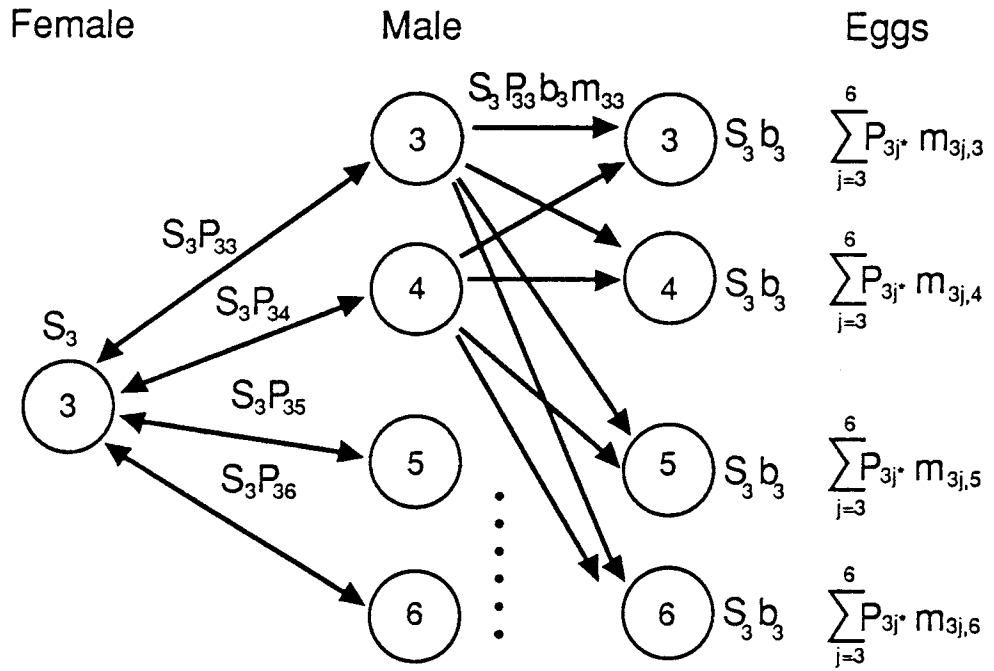 Female Male Eggs
S₃P₃₃b₃m₃₃
3 3 S₃b₃ 6 ∑ j=3 P₃ⱼ* m₃ⱼ,₃
S₃P₃₃
S₃P₃₄
4 4 S₃b₃ 6 ∑ j=3 P₃ⱼ* m₃ⱼ,₄
S₃
3
S₃P₃₅
5 5 S₃b₃ 6 ∑ j=3 P₃ⱼ* m₃ⱼ,₅
S₃P₃₆
6 6 S₃b₃ 6 ∑ j=3 P₃ⱼ* m₃ⱼ,₆